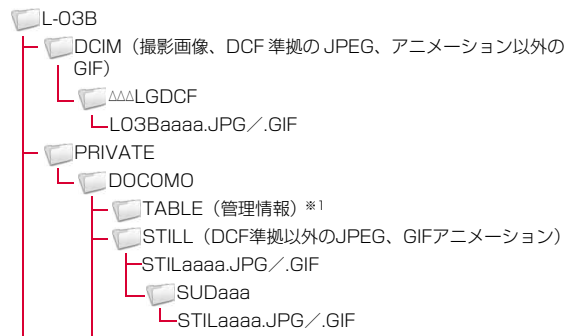 L-03B
DCIM（撮影画像、DCF 準拠の JPEG、アニメーション以外の
GIF）
△△△LGDCF
L03Baaaa.JPG／.GIF
PRIVATE
DOCOMO
TABLE（管理情報）※1
STILL（DCF準拠以外のJPEG、GIFアニメーション）
STILaaaa.JPG／.GIF
SUDaaa
STILaaaa.JPG／.GIF